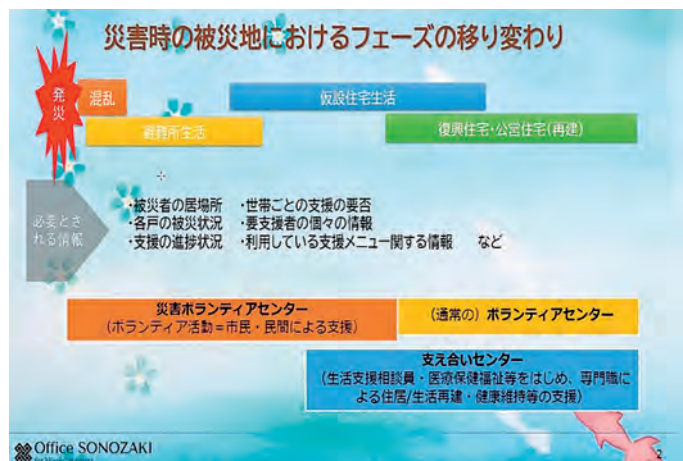 災害時の被災地におけるフェーズの移り変わり
発
災
混乱
仮設住宅生活
避難所生活
復興住宅・公営住宅(再建)
必要とさ
れる情報
・被災者の居場所 ・世帯ごとの支援の要否
・各戸の被災状況 ・要支援者の個々の情報
・支援の進捗状況 ・利用している支援メニュー関する情報 など
災害ボランティアセンター
(ボランティア活動=市民・民間による支援)
(通常の) ボランティアセンター
支え合いセンター
(生活支援相談員・医療保健福祉等をはじめ、専門職に
よる住居/生活再建・健康維持等の支援)
Office SONOZAKI
2